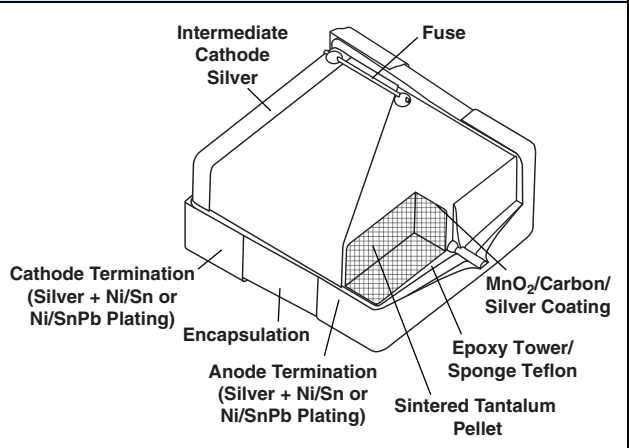 Intermediate
Cathode
Silver
Fuse
Cathode Termination
(Silver + Ni/Sn or
Ni/SnPb Plating)
Encapsulation
Anode Termination
(Silver + Ni/Sn or
Ni/SnPb Plating)
MnO₂/Carbon/
Silver Coating
Epoxy Tower/
Sponge Teflon
Sintered Tantalum
Pellet